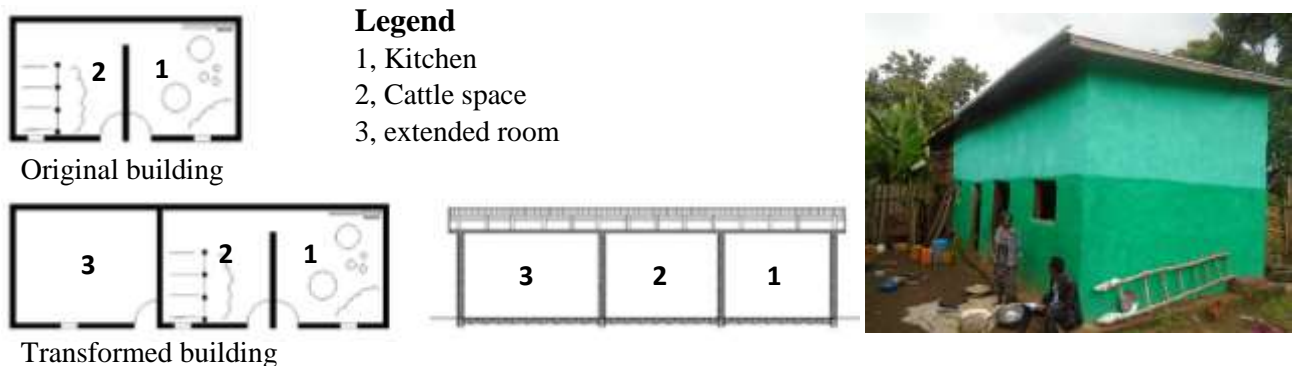 Legend
1, Kitchen
2, Cattle space
3, extended room
2 1
Original building
3 2 1
Transformed building
3 2 1